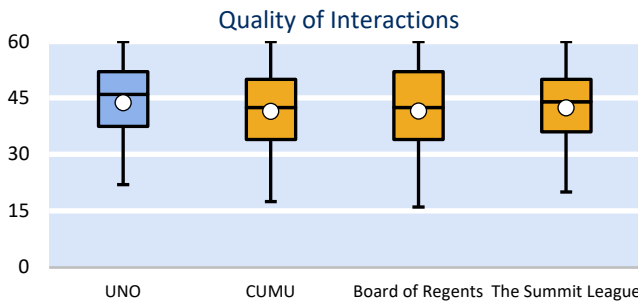 Quality of Interactions
60
45
30
15
0
UNO CUMU Board of Regents The Summit League